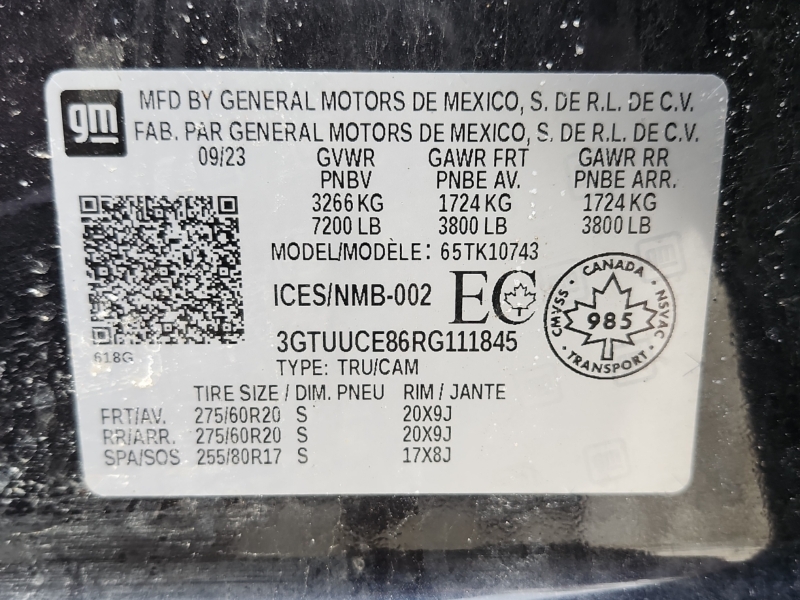 gm
MFD BY GENERAL MOTORS DE MEXICO, S. DE R.L. DE C.V.
FAB. PAR GENERAL MOTORS DE MEXICO, S. DE R.L. DE C.V.
09/23 GVWR GAWR FRT GAWR RR
PNBV PNBE AV. PNBE ARR.
3266 KG 1724 KG 1724 KG
7200 LB 3800 LB 3800 LB
MODEL/MODÈLE: 65TK10743
ICES/NMB-002 EC
CANADA
CMVSS 985 NSVAC
TRANSPORT
3GTUUCE86RG111845
618G
TYPE: TRU/CAM
TIRE SIZE / DIM. PNEU RIM / JANTE
FRT/AV. 275/60R20 S 20X9J
RR/ARR. 275/60R20 S 20X9J
SPA/SOS 255/80R17 S 17X8J